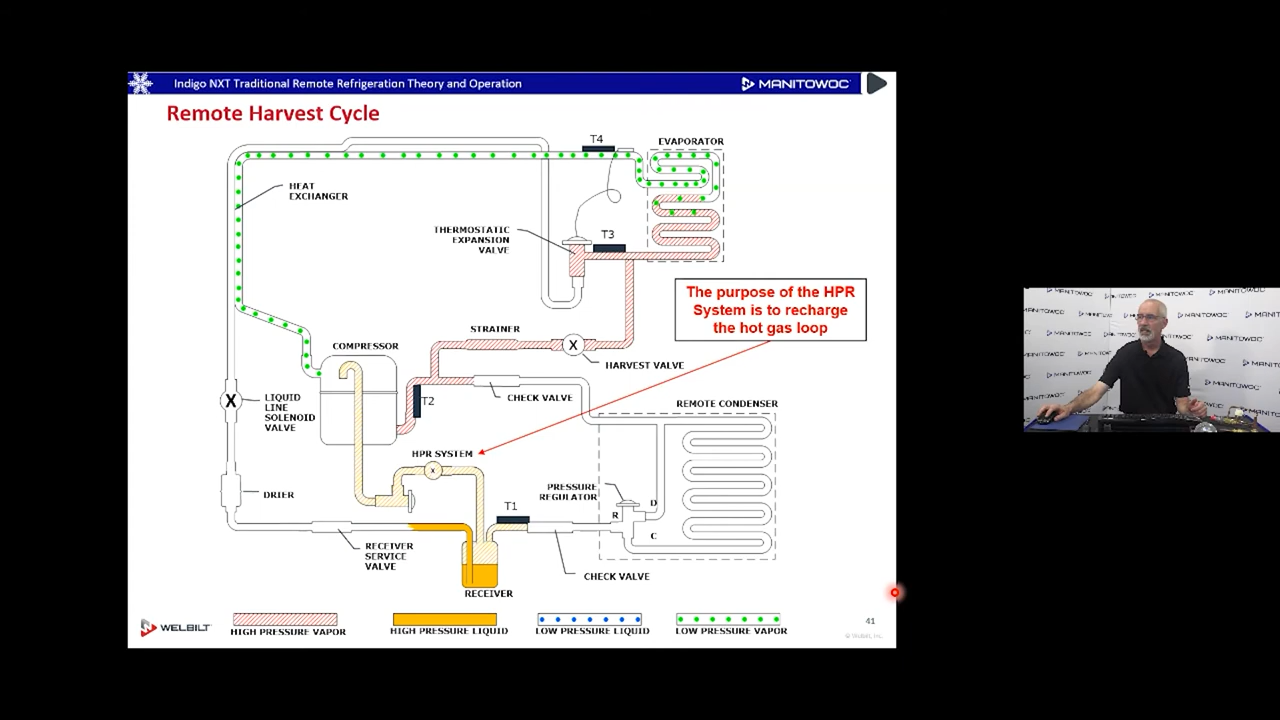 Indigo NXT Traditional Remote Refrigeration Theory and Operation
MANITOWOC
Remote Harvest Cycle
T4
EVAPORATOR
HEAT
EXCHANGER
THERMOSTATIC
EXPANSION
VALVE
T3
The purpose of the HPR
System is to recharge
the hot gas loop
STRAINER
X
HARVEST VALVE
COMPRESSOR
CHECK VALVE
T2
X
LIQUID
LINE
SOLENOID
VALVE
REMOTE CONDENSER
HPR SYSTEM
X
PRESSURE
REGULATOR
D
R
C
DRIER
T1
RECEIVER
SERVICE
VALVE
CHECK VALVE
RECEIVER
WELBILT
HIGH PRESSURE VAPOR
HIGH PRESSURE LIQUID
LOW PRESSURE LIQUID
LOW PRESSURE VAPOR
41
© Welbilt, Inc.